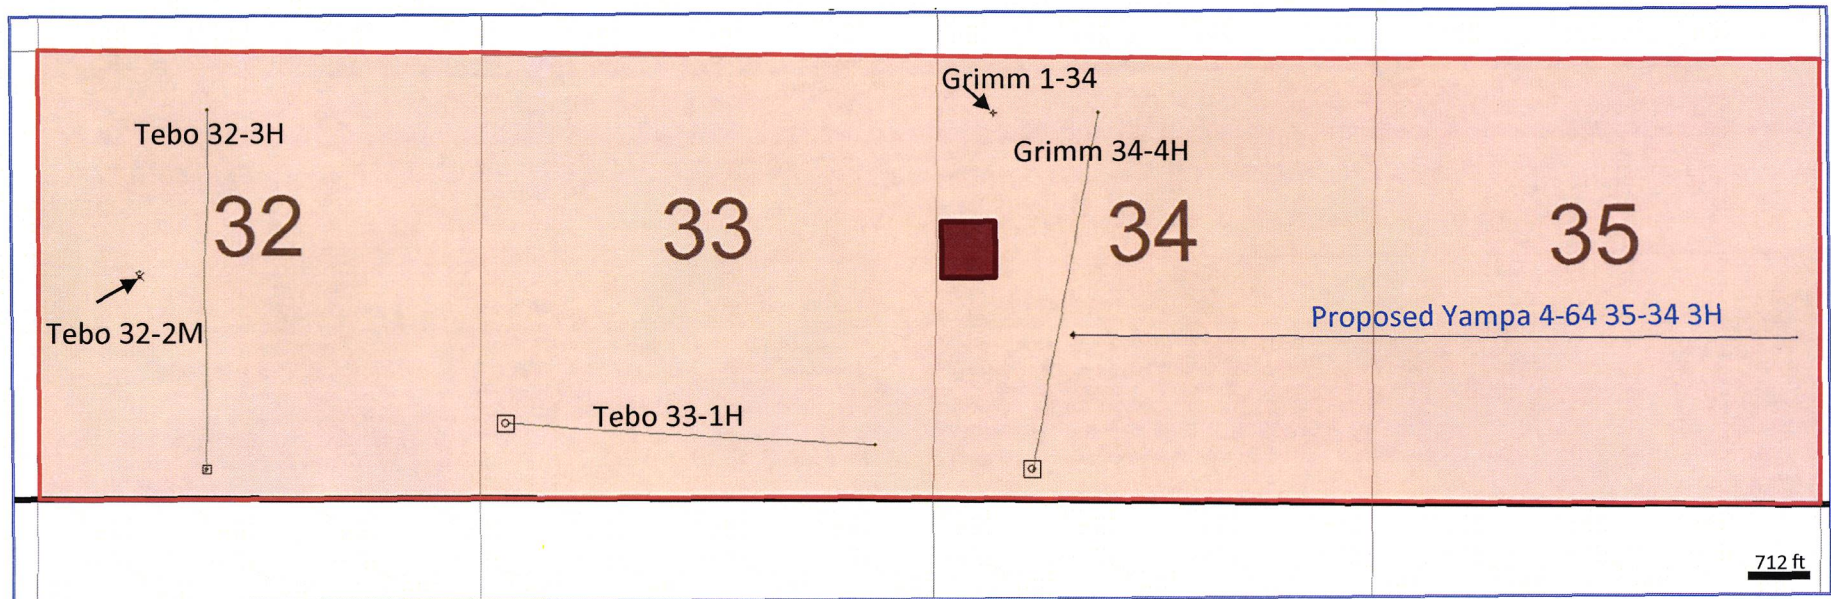 Grimm 1-34
Tebo 32-3H
Grimm 34-4H
32
33
34
35
Tebo 32-2M
Proposed Yampa 4-64 35-34 3H
Tebo 33-1H
712 ft